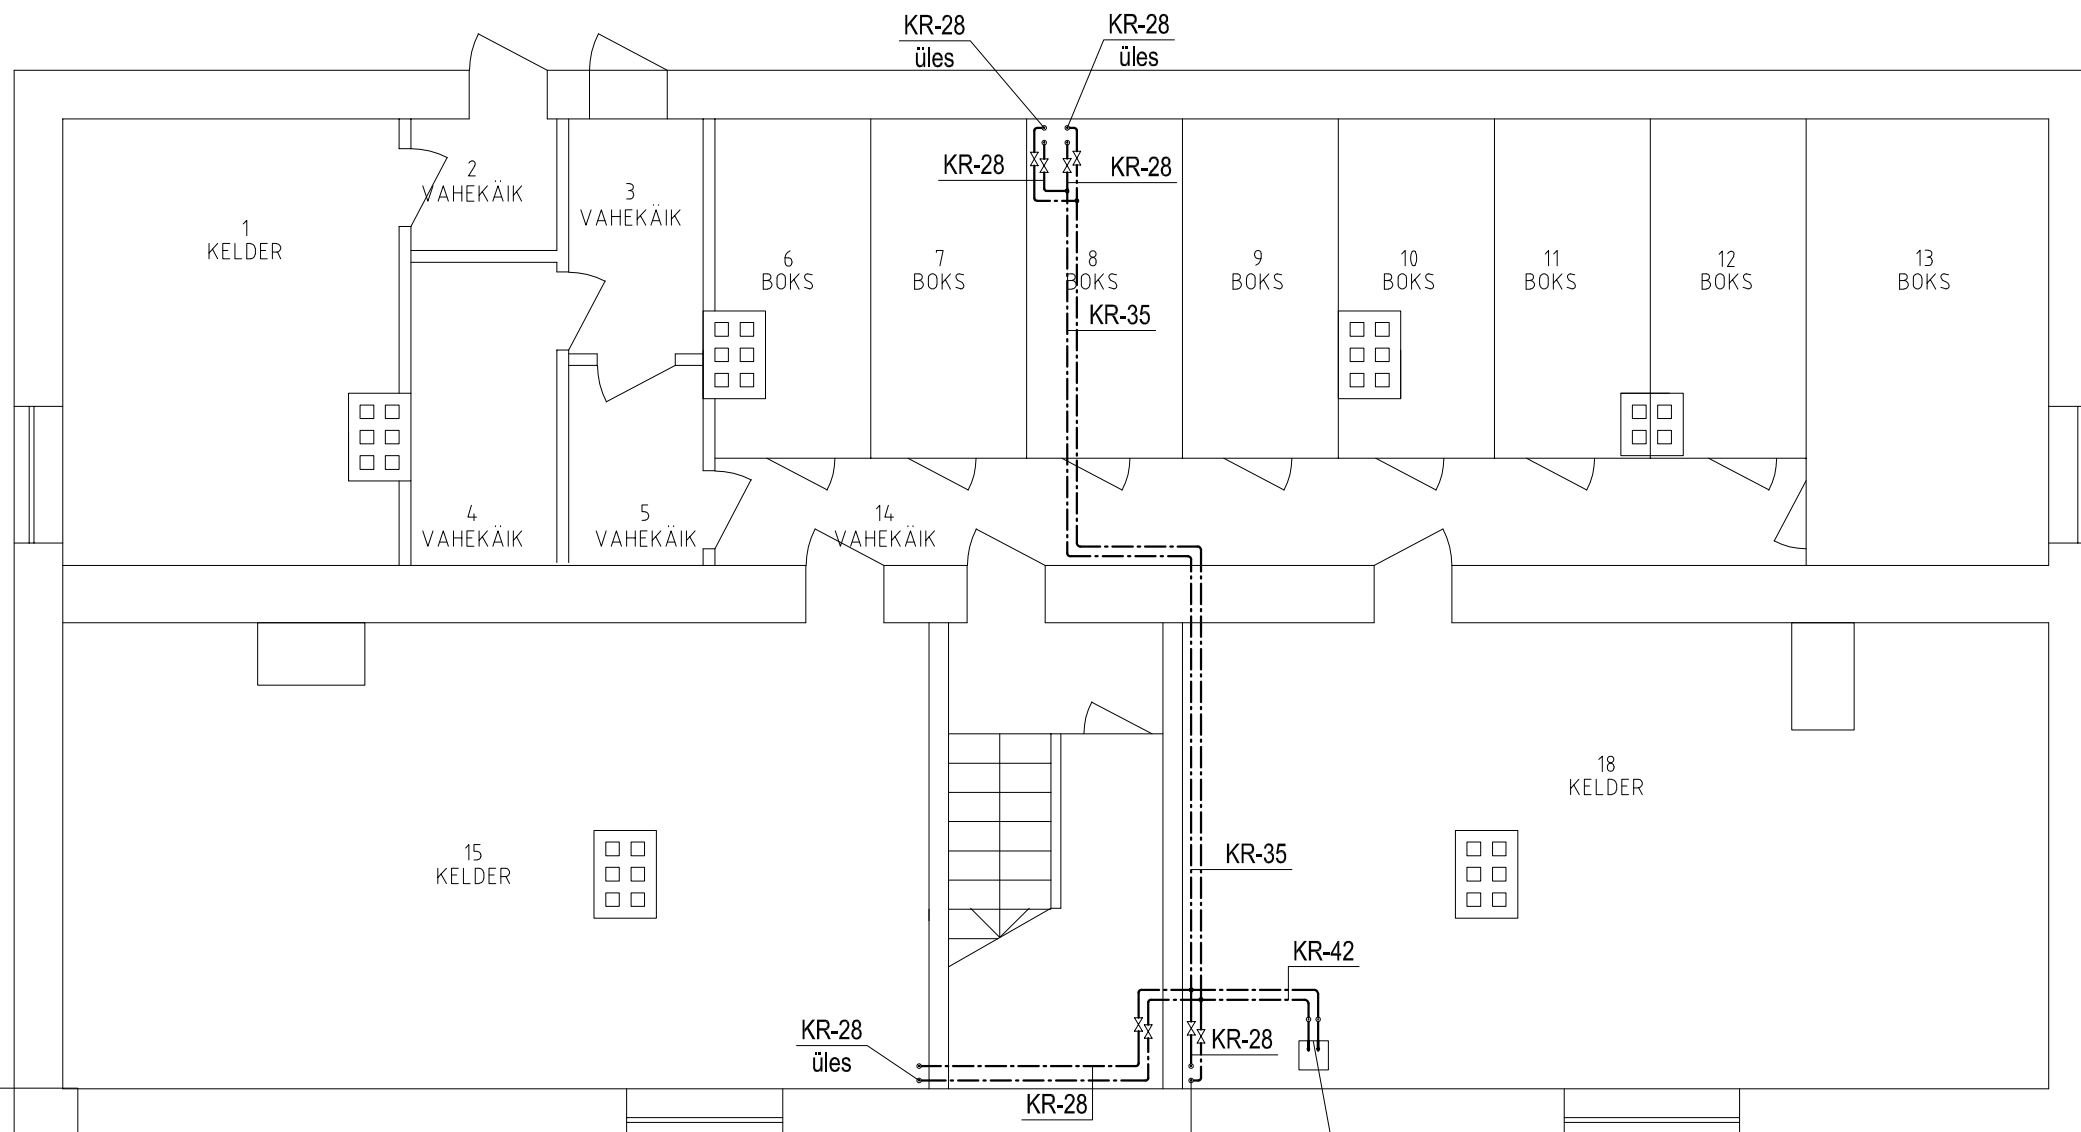 KR-28
üles
KR-28
üles
KR-28
KR-28
2
VAHEKÄIK
3
VAHEKÄIK
1
KELDER
6
BOKS
7
BOKS
8
BOKS
9
BOKS
10
BOKS
11
BOKS
12
BOKS
13
BOKS
KR-35
4
VAHEKÄIK
5
VAHEKÄIK
14
VAHEKÄIK
18
KELDER
15
KELDER
KR-35
KR-42
KR-28
üles
KR-28
KR-28